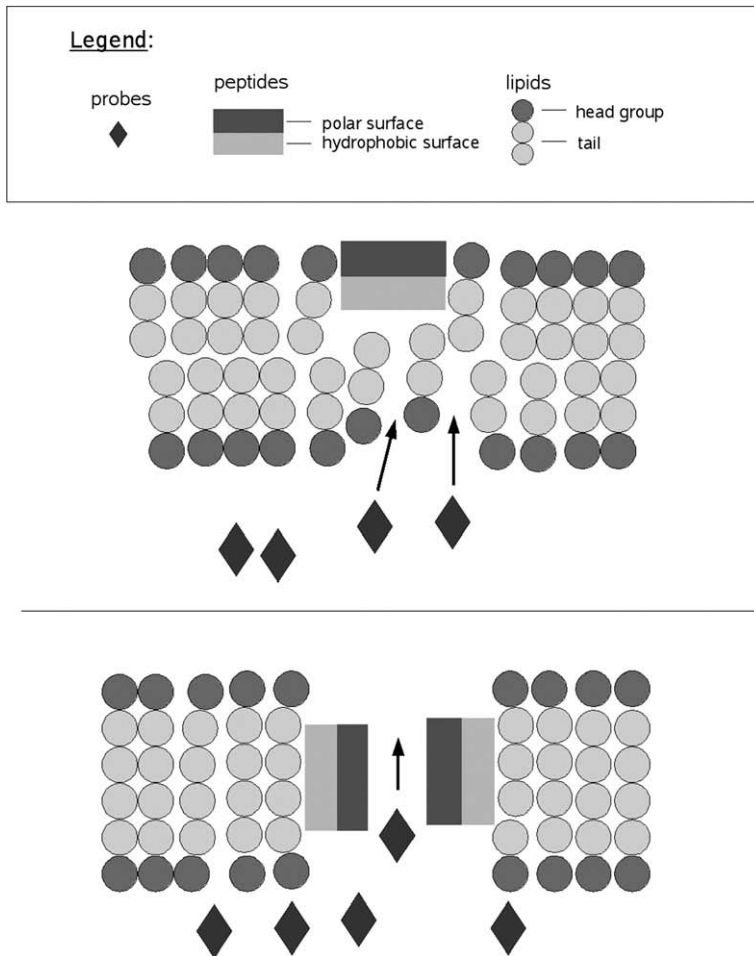 Legend:
probes
peptides
polar surface
hydrophobic surface
lipids
head group
tail